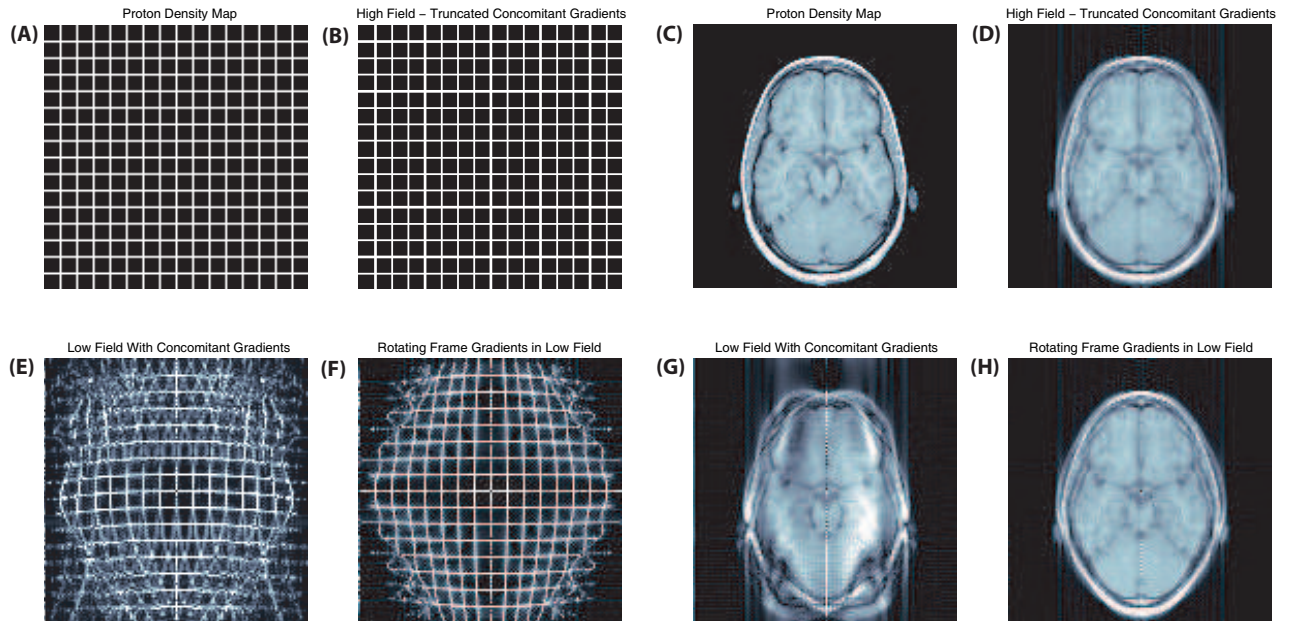 Proton Density Map
(A)
High Field – Truncated Concomitant Gradients
(B)
Proton Density Map
(C)
High Field – Truncated Concomitant Gradients
(D)
Low Field With Concomitant Gradients
(E)
Rotating Frame Gradients in Low Field
(F)
Low Field With Concomitant Gradients
(G)
Rotating Frame Gradients in Low Field
(H)